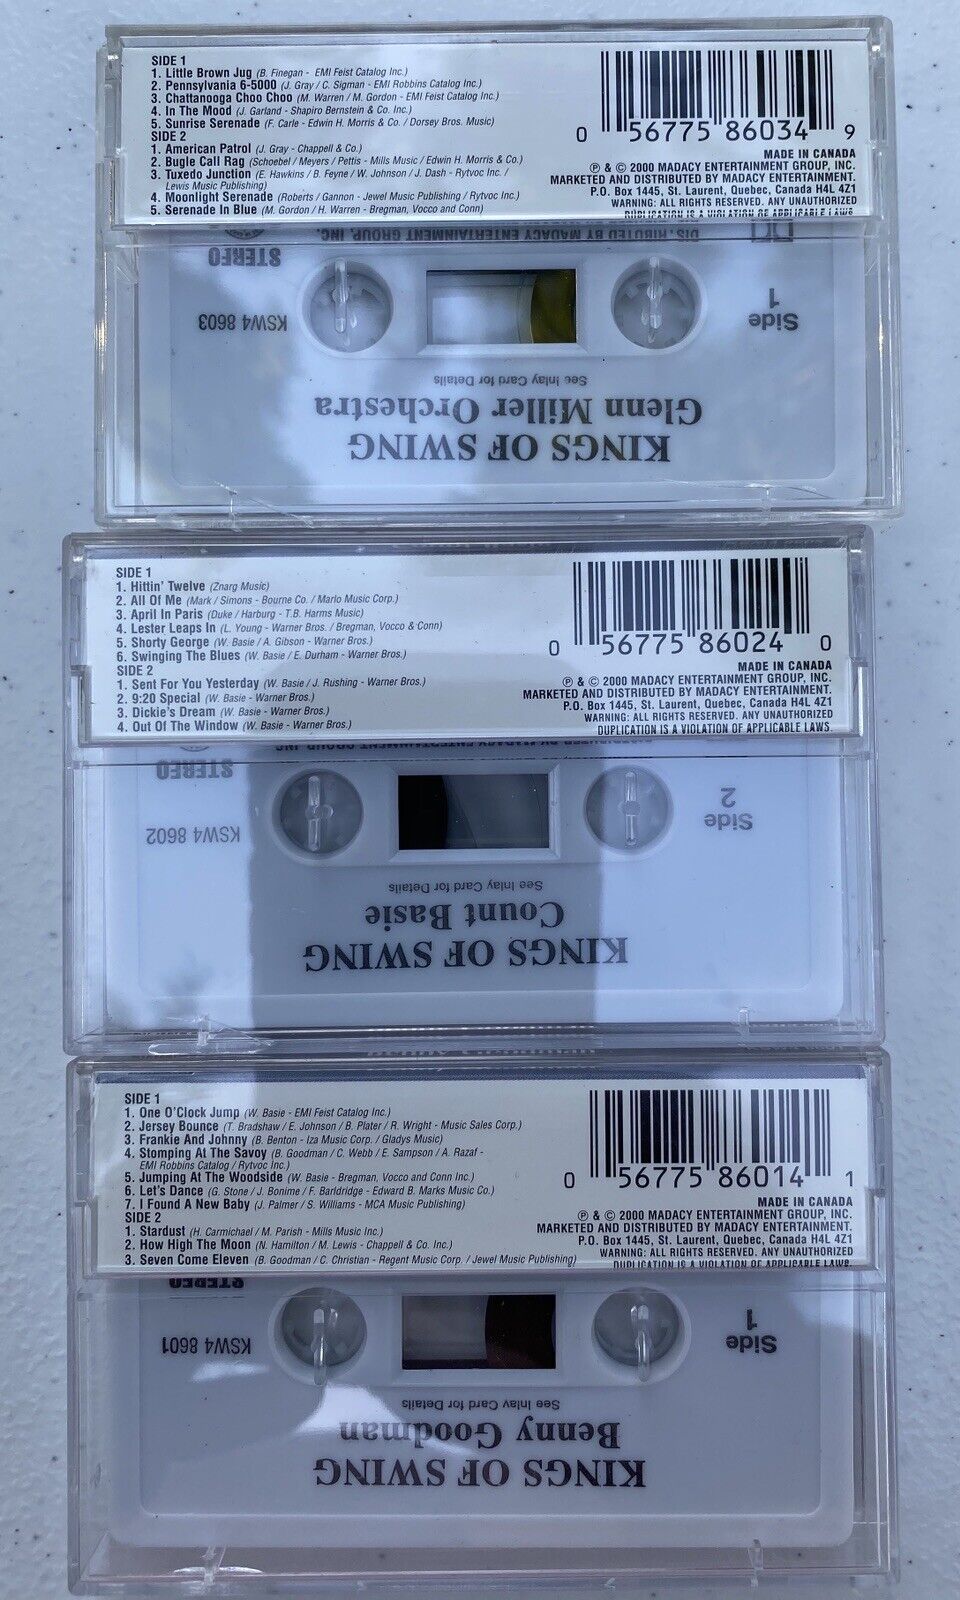 SIDE 1
1. Little Brown Jug (B. Finegan - EMI Feist Catalog Inc.)
2. Pennsylvania 6-5000 (J. Gray / C. Sigman - EMI Robbins Catalog Inc.)
3. Chattanooga Choo Choo (M. Warren / M. Gordon - EMI Feist Catalog Inc.)
4. In The Mood (J. Garland - Shapiro Bernstein & Co. Inc.)
5. Sunrise Serenade (F. Carle - Edwin H. Morris & Co. / Dorsey Bros. Music)
SIDE 2
1. American Patrol (J. Gray - Chappell & Co.)
2. Bugle Call Rag (Schoebel / Meyers / Pettis - Mills Music / Edwin H. Morris & Co.)
3. Tuxedo Junction (E. Hawkins / B. Feyne / W. Johnson / J. Dash - Rytvoc Inc. /
Lewis Music Publishing)
4. Moonlight Serenade (Roberts / Gannon - Jewel Music Publishing / Rytvoc Inc.)
5. Serenade In Blue (M. Gordon / H. Warren - Bregman, Vocco and Conn)
0 56775 86034 9
MADE IN CANADA
℗ & © 2000 MADACY ENTERTAINMENT GROUP, INC.
MARKETED AND DISTRIBUTED BY MADACY ENTERTAINMENT.
P.O. Box 1445, St. Laurent, Quebec, Canada H4L 4Z1
WARNING: ALL RIGHTS RESERVED. ANY UNAUTHORIZED
DUPLICATION IS A VIOLATION OF APPLICABLE LAWS.
DISTRIBUTED BY MADACY ENTERTAINMENT GROUP, INC.
STEREO
KSW4 8603
Side 1
See Inlay Card for Details
Glenn Miller Orchestra
KINGS OF SWING
SIDE 1
1. Hittin' Twelve (Znarg Music)
2. All Of Me (Mark / Simons - Bourne Co. / Marlo Music Corp.)
3. April In Paris (Duke / Harburg - T.B. Harms Music)
4. Lester Leaps In (L. Young - Warner Bros. / Bregman, Vocco & Conn)
5. Shorty George (W. Basie / A. Gibson - Warner Bros.)
6. Swinging The Blues (W. Basie / E. Durham - Warner Bros.)
SIDE 2
1. Sent For You Yesterday (W. Basie / J. Rushing - Warner Bros.)
2. 9:20 Special (W. Basie - Warner Bros.)
3. Dickie's Dream (W. Basie - Warner Bros.)
4. Out Of The Window (W. Basie - Warner Bros.)
0 56775 86024 0
MADE IN CANADA
℗ & © 2000 MADACY ENTERTAINMENT GROUP, INC.
MARKETED AND DISTRIBUTED BY MADACY ENTERTAINMENT.
P.O. Box 1445, St. Laurent, Quebec, Canada H4L 4Z1
WARNING: ALL RIGHTS RESERVED. ANY UNAUTHORIZED
DUPLICATION IS A VIOLATION OF APPLICABLE LAWS.
DISTRIBUTED BY MADACY ENTERTAINMENT GROUP, INC.
STEREO
KSW4 8602
Side 2
See Inlay Card for Details
Count Basie
KINGS OF SWING
SIDE 1
1. One O'Clock Jump (W. Basie - EMI Feist Catalog Inc.)
2. Jersey Bounce (T. Bradshaw / E. Johnson / B. Plater / R. Wright - Music Sales Corp.)
3. Frankie And Johnny (B. Benton - Iza Music Corp. / Gladys Music)
4. Stomping At The Savoy (B. Goodman / C. Webb / E. Sampson / A. Razaf -
EMI Robbins Catalog / Rytvoc Inc.)
5. Jumping At The Woodside (W. Basie - Bregman, Vocco and Conn Inc.)
6. Let's Dance (G. Stone / J. Bonime / F. Barldridge - Edward B. Marks Music Co.)
7. I Found A New Baby (J. Palmer / S. Williams - MCA Music Publishing)
SIDE 2
1. Stardust (H. Carmichael / M. Parish - Mills Music Inc.)
2. How High The Moon (N. Hamilton / M. Lewis - Chappell & Co. Inc.)
3. Seven Come Eleven (B. Goodman / C. Christian - Regent Music Corp. / Jewel Music Publishing)
0 56775 86014 1
MADE IN CANADA
℗ & © 2000 MADACY ENTERTAINMENT GROUP, INC.
MARKETED AND DISTRIBUTED BY MADACY ENTERTAINMENT.
P.O. Box 1445, St. Laurent, Quebec, Canada H4L 4Z1
WARNING: ALL RIGHTS RESERVED. ANY UNAUTHORIZED
DUPLICATION IS A VIOLATION OF APPLICABLE LAWS.
STEREO
KSW4 8601
Side 1
See Inlay Card for Details
Benny Goodman
KINGS OF SWING